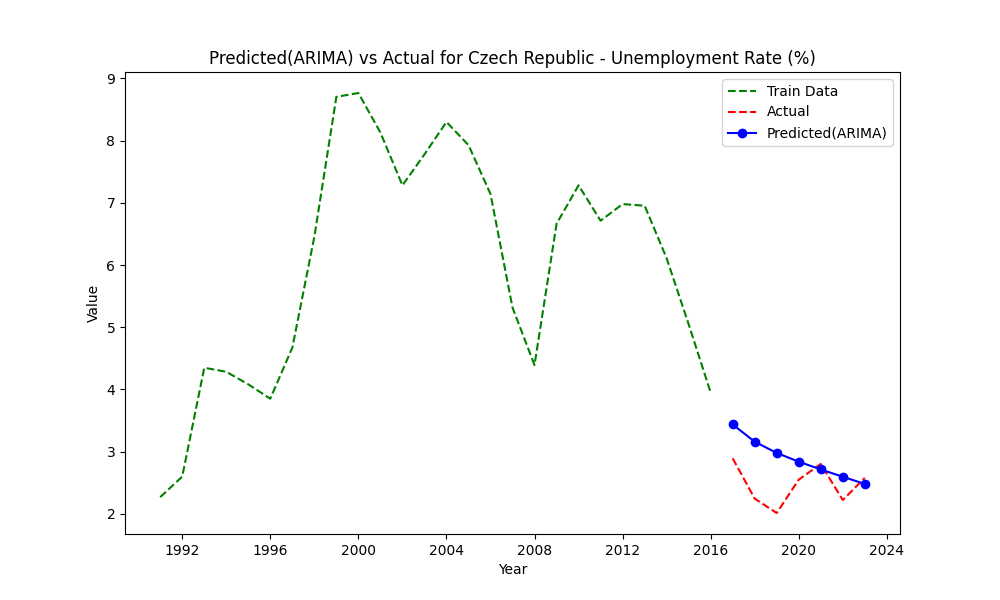 Predicted(ARIMA) vs Actual for Czech Republic - Unemployment Rate (%)
Train Data
Actual
Predicted(ARIMA)
Value
9
8
7
6
5
4
3
2
1992
1996
2000
2004
2008
2012
2016
2020
2024
Year